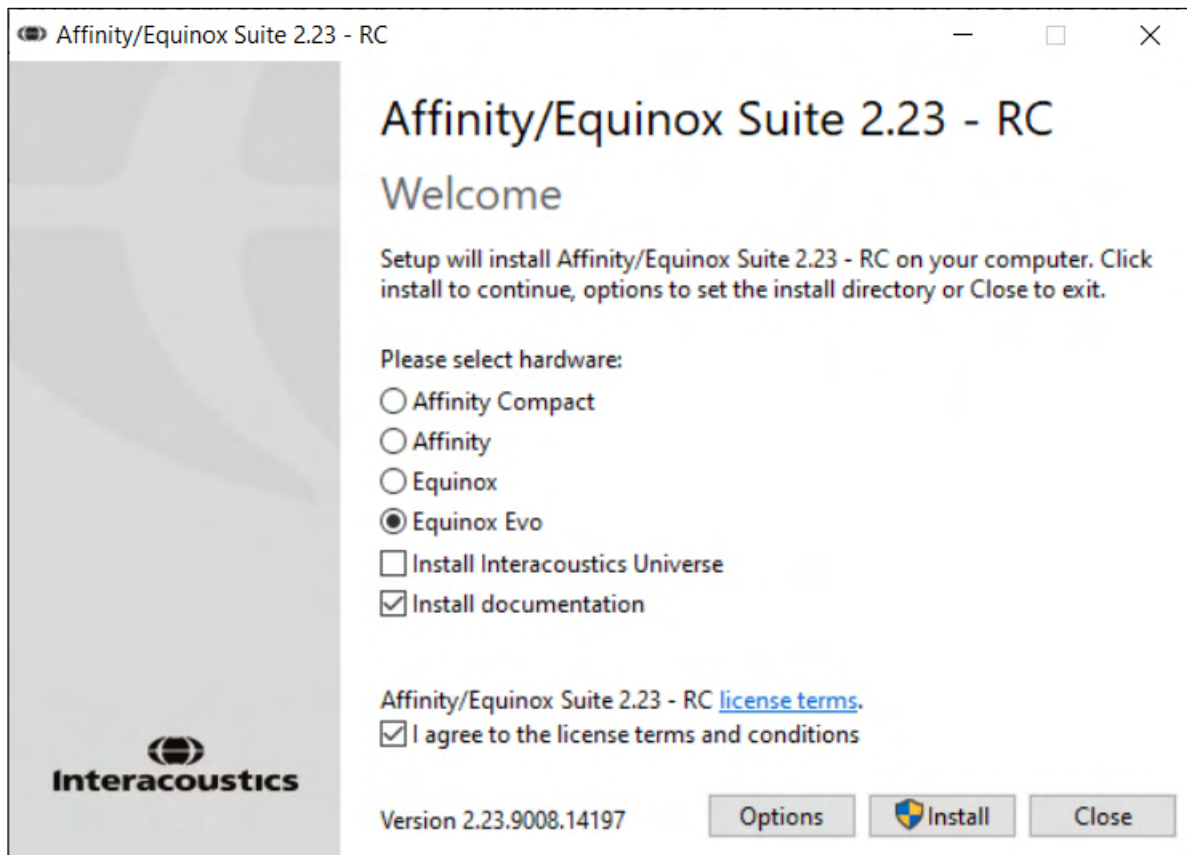 Affinity/Equinox Suite 2.23 - RC
Affinity/Equinox Suite 2.23 - RC
Welcome
Setup will install Affinity/Equinox Suite 2.23 - RC on your computer. Click
install to continue, options to set the install directory or Close to exit.
Please select hardware:
Affinity Compact
Affinity
Equinox
Equinox Evo
Install Interacoustics Universe
Install documentation
Affinity/Equinox Suite 2.23 - RC license terms.
I agree to the license terms and conditions
Interacoustics
Version 2.23.9008.14197
Options
Install
Close